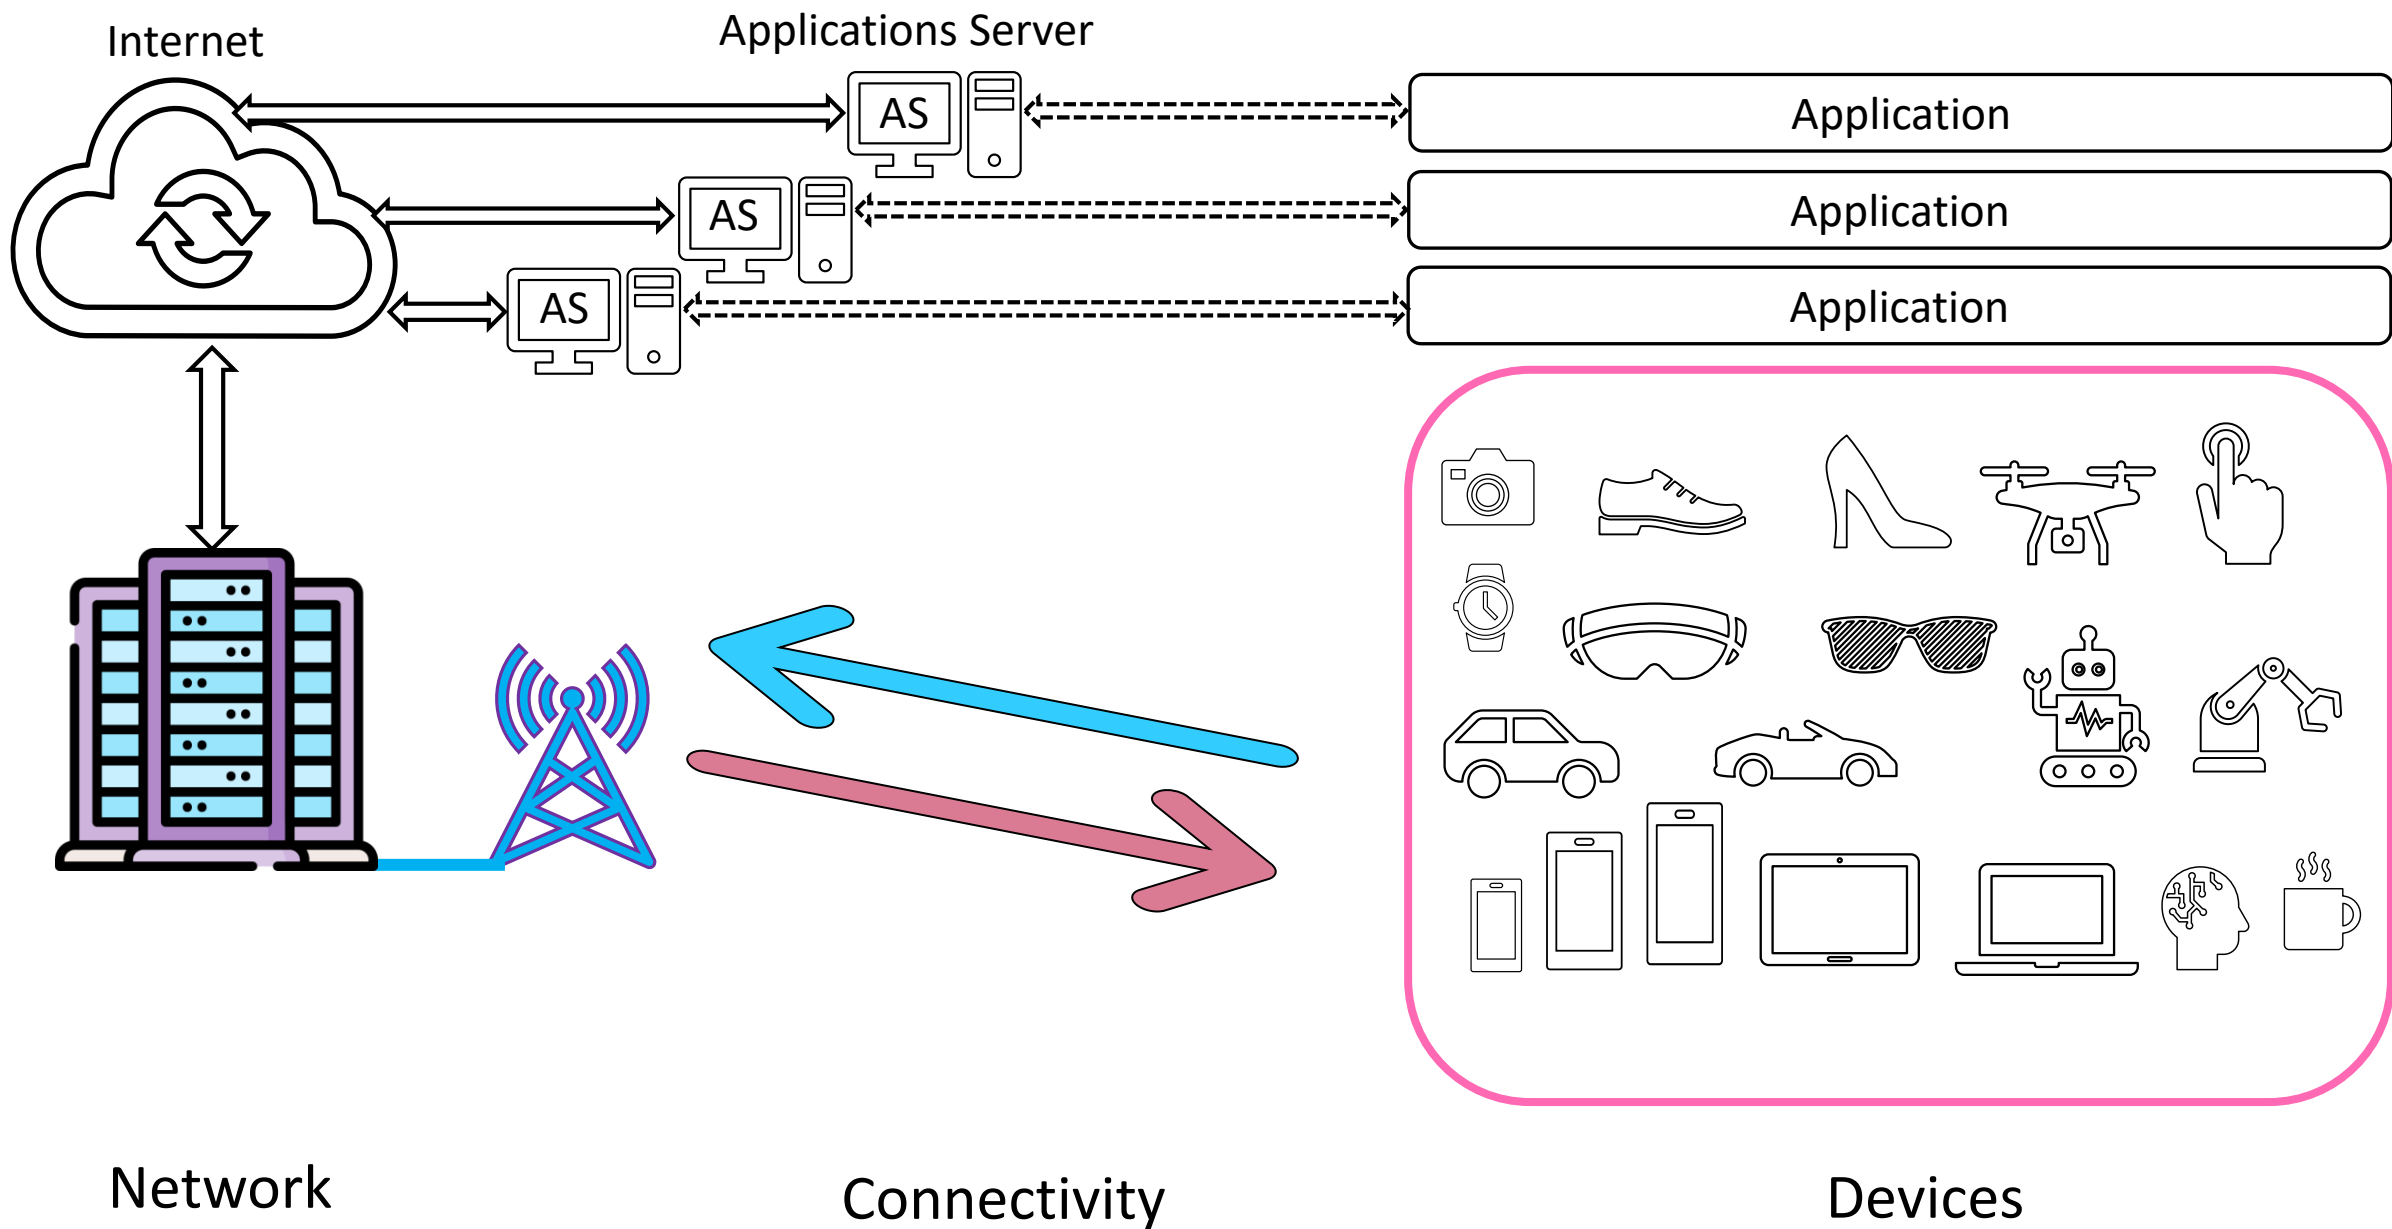 Internet
Applications Server
AS
Application
AS
Application
AS
Application
Network
Connectivity
Devices